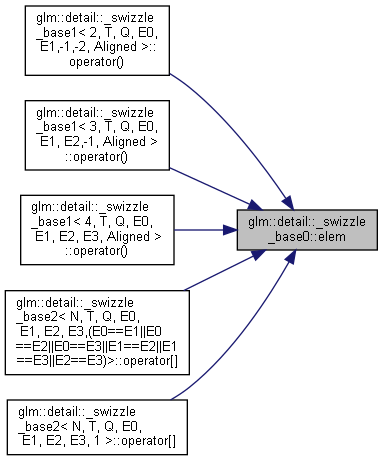 glm::detail::_swizzle
_base1< 2, T, Q, E0,
E1,-1,-2, Aligned >::
operator()
glm::detail::_swizzle
_base1< 3, T, Q, E0,
E1, E2,-1, Aligned >
::operator()
glm::detail::_swizzle
_base1< 4, T, Q, E0,
E1, E2, E3, Aligned >
::operator()
glm::detail::_swizzle
_base0::elem
glm::detail::_swizzle
_base2< N, T, Q, E0,
E1, E2, E3,(E0==E1||E0
==E2||E0==E3||E1==E2||E1
==E3||E2==E3)>::operator[]
glm::detail::_swizzle
_base2< N, T, Q, E0,
E1, E2, E3, 1 >::operator[]